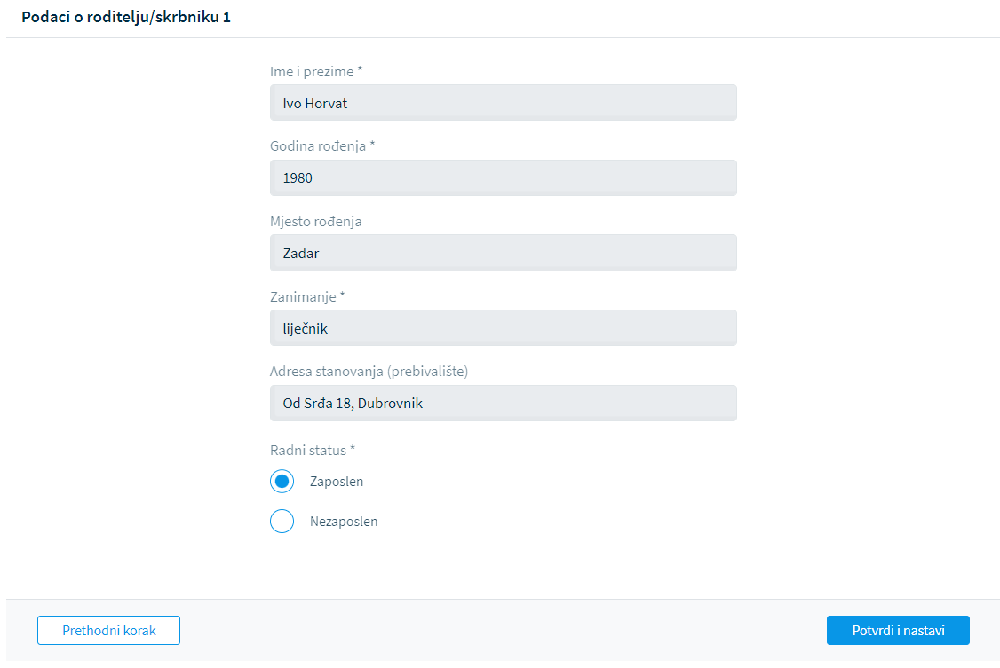 Podaci o roditelju/skrbniku 1
Ime i prezime *
Ivo Horvat
Godina rođenja *
1980
Mjesto rođenja
Zadar
Zanimanje *
liječnik
Adresa stanovanja (prebivalište)
Od Srđa 18, Dubrovnik
Radni status *
Zaposlen
Nezaposlen
Prethodni korak
Potvrdi i nastavi